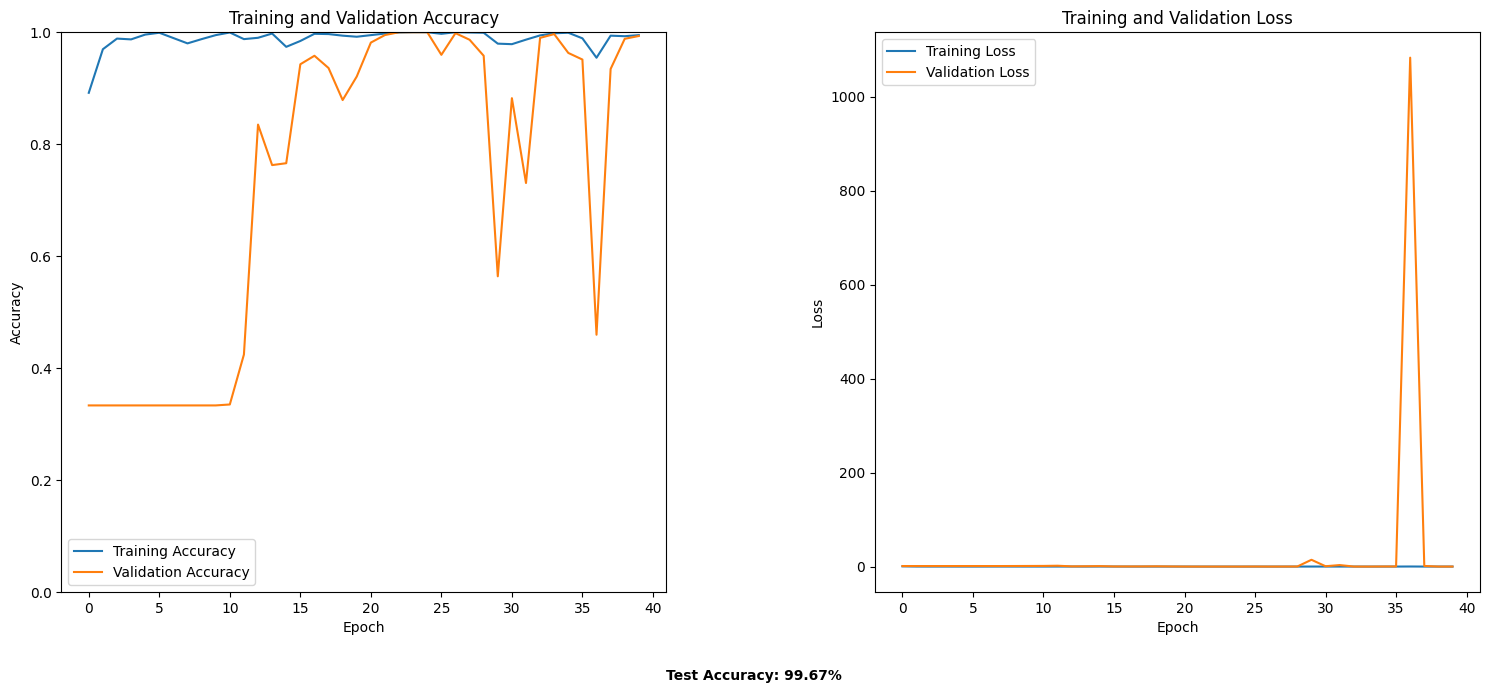 Training and Validation Accuracy
1.0
0.8
0.6
0.4
0.2
0.0
Accuracy
Training Accuracy
Validation Accuracy
0 5 10 15 20 25 30 35 40
Epoch
Training and Validation Loss
Training Loss
Validation Loss
1000
800
600
400
200
0
Loss
0 5 10 15 20 25 30 35 40
Epoch
Test Accuracy: 99.67%